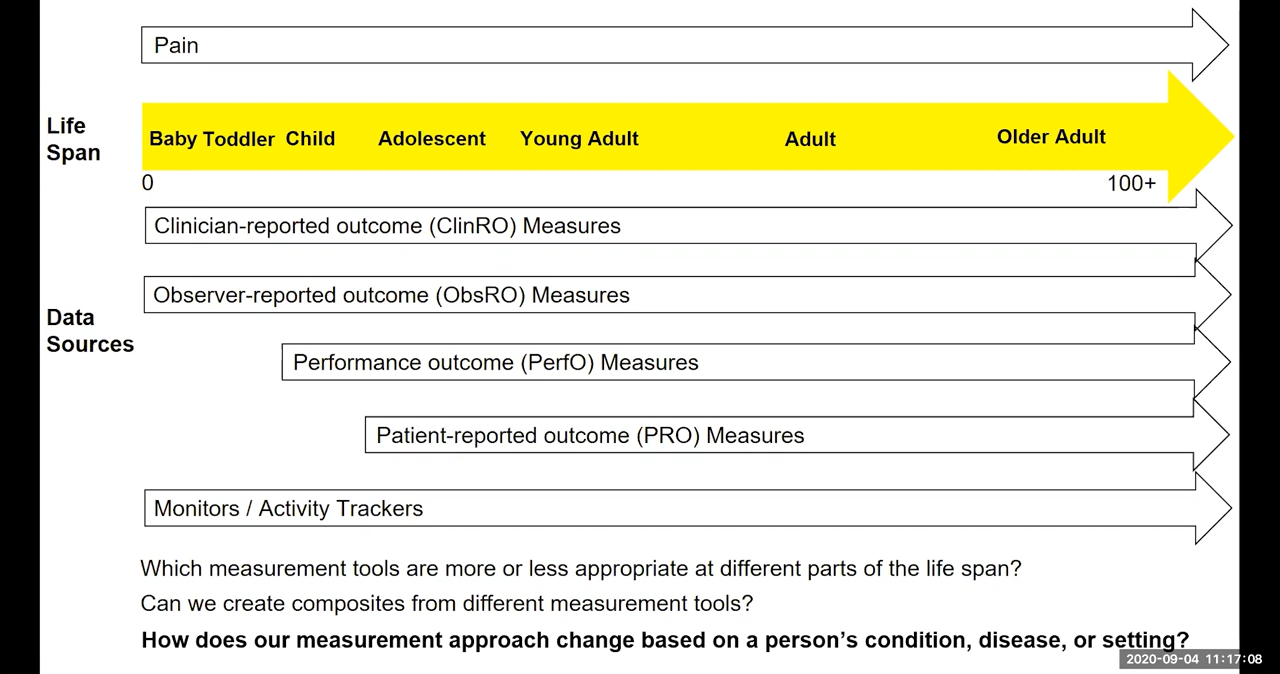 Pain
Life
Span
Baby Toddler Child Adolescent Young Adult Adult Older Adult
0 100+
Clinician-reported outcome (ClinRO) Measures
Observer-reported outcome (ObsRO) Measures
Data
Sources
Performance outcome (PerfO) Measures
Patient-reported outcome (PRO) Measures
Monitors / Activity Trackers
Which measurement tools are more or less appropriate at different parts of the life span?
Can we create composites from different measurement tools?
How does our measurement approach change based on a person's condition, disease, or setting?
2020-09-04 11:17:08